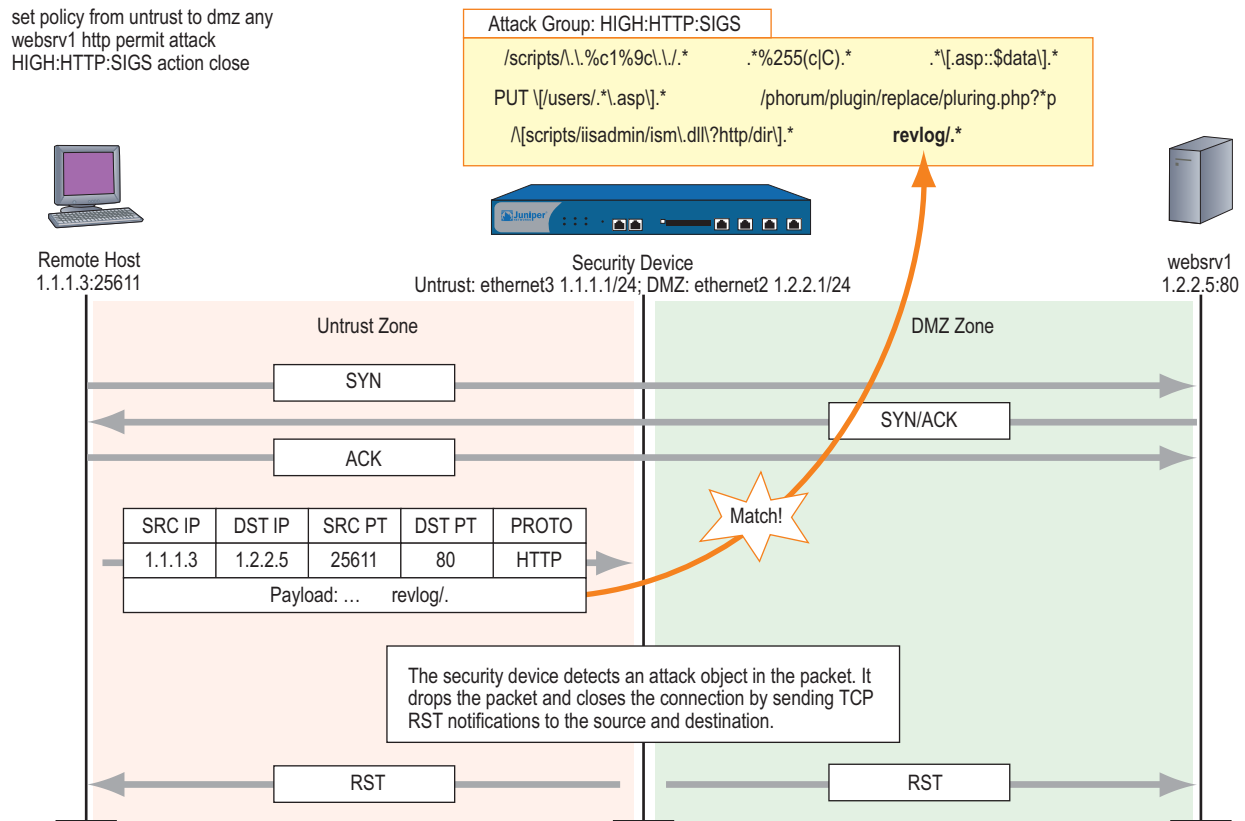 set policy from untrust to dmz any
websrv1 http permit attack
HIGH:HTTP:SIGS action close
Attack Group: HIGH:HTTP:SIGS
/scripts/\.\.%c1%9c\.\./.* .*%255(c|C).* .*\[.asp::$data\].*
PUT \[/users/.*\.asp\].* /phorum/plugin/replace/pluring.php?*p
/\[scripts/iisadmin/ism\.dll\?http/dir\].* revlog/.*
Juniper
Remote Host
1.1.1.3:25611
Security Device
Untrust: ethernet3 1.1.1.1/24; DMZ: ethernet2 1.2.2.1/24
websrv1
1.2.2.5:80
Untrust Zone
DMZ Zone
SYN
SYN/ACK
ACK
Match!
SRC IP DST IP SRC PT DST PT PROTO
1.1.1.3 1.2.2.5 25611 80 HTTP
Payload: … revlog/.
The security device detects an attack object in the packet. It
drops the packet and closes the connection by sending TCP
RST notifications to the source and destination.
RST
RST